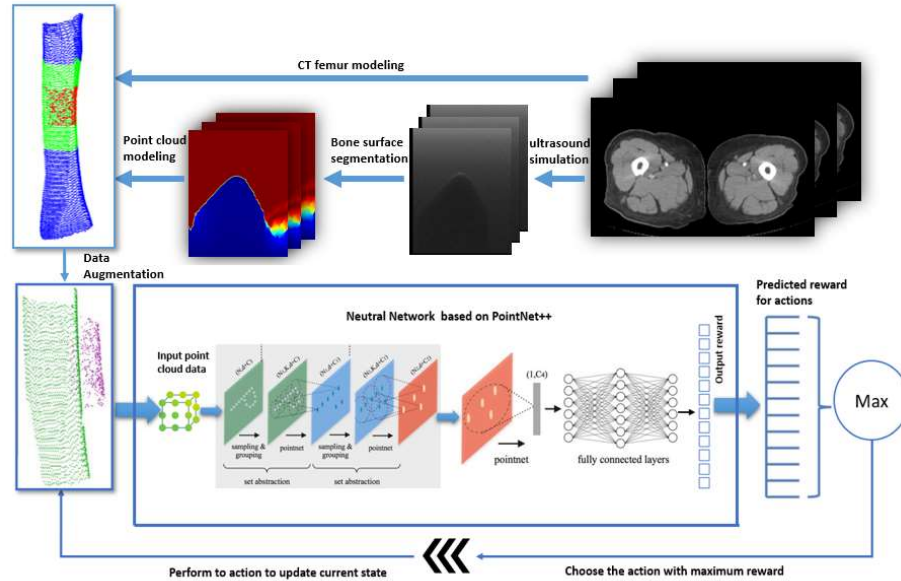 CT femur modeling
Point cloud
modeling
Bone surface
segmentation
ultrasound
simulation
Data
Augmentation
Predicted reward
for actions
Neutral Network based on PointNet++
Input point
cloud data
(1,C4)
Output reward
Max
sampling &
grouping
pointnet
sampling &
grouping
pointnet
pointnet
fully connected layers
set abstraction
set abstraction
Perform to action to update current state
Choose the action with maximum reward